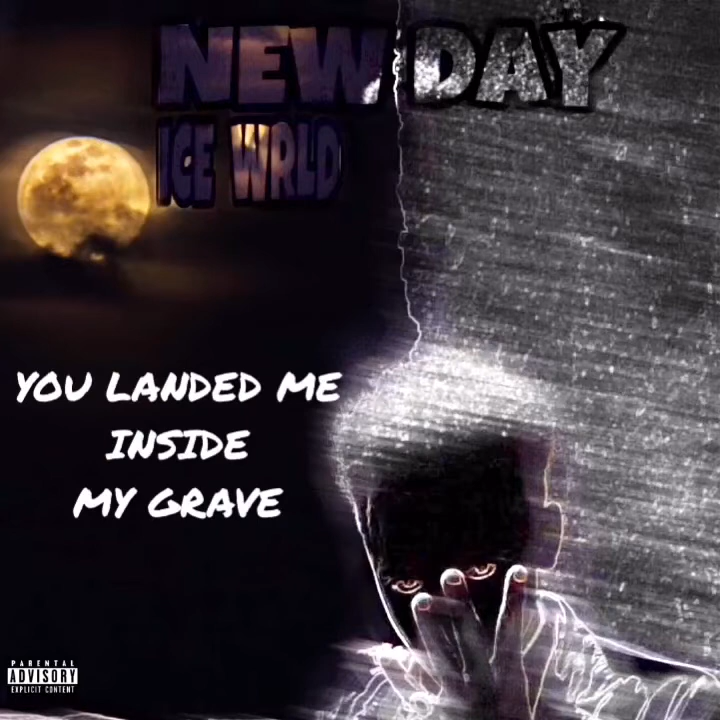 NEW DAY
ICE WRLD
YOU LANDED ME
INSIDE
MY GRAVE
PARENTAL
ADVISORY
EXPLICIT CONTENT